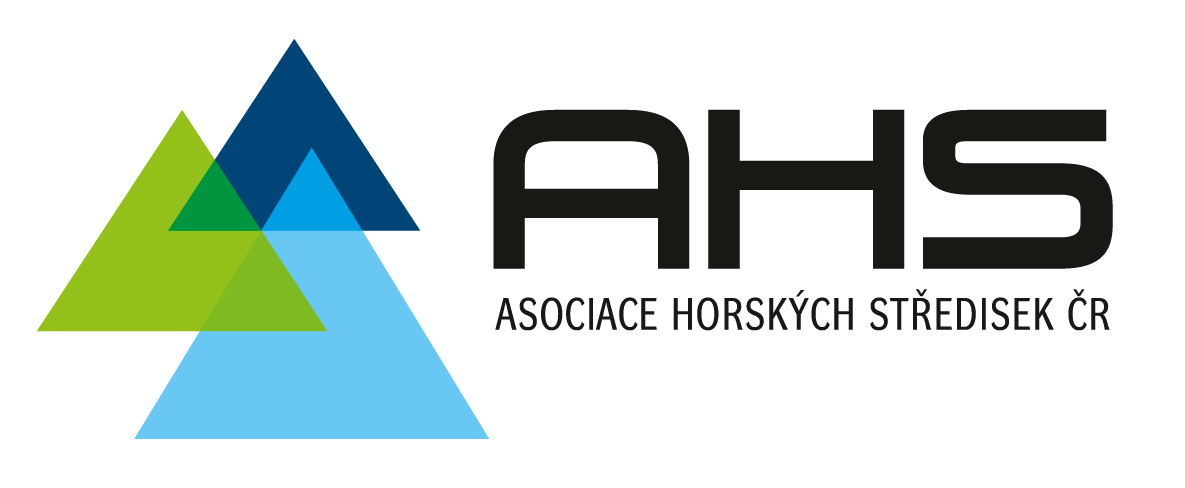 AHS
ASOCIACE HORSKÝCH STŘEDISEK ČR